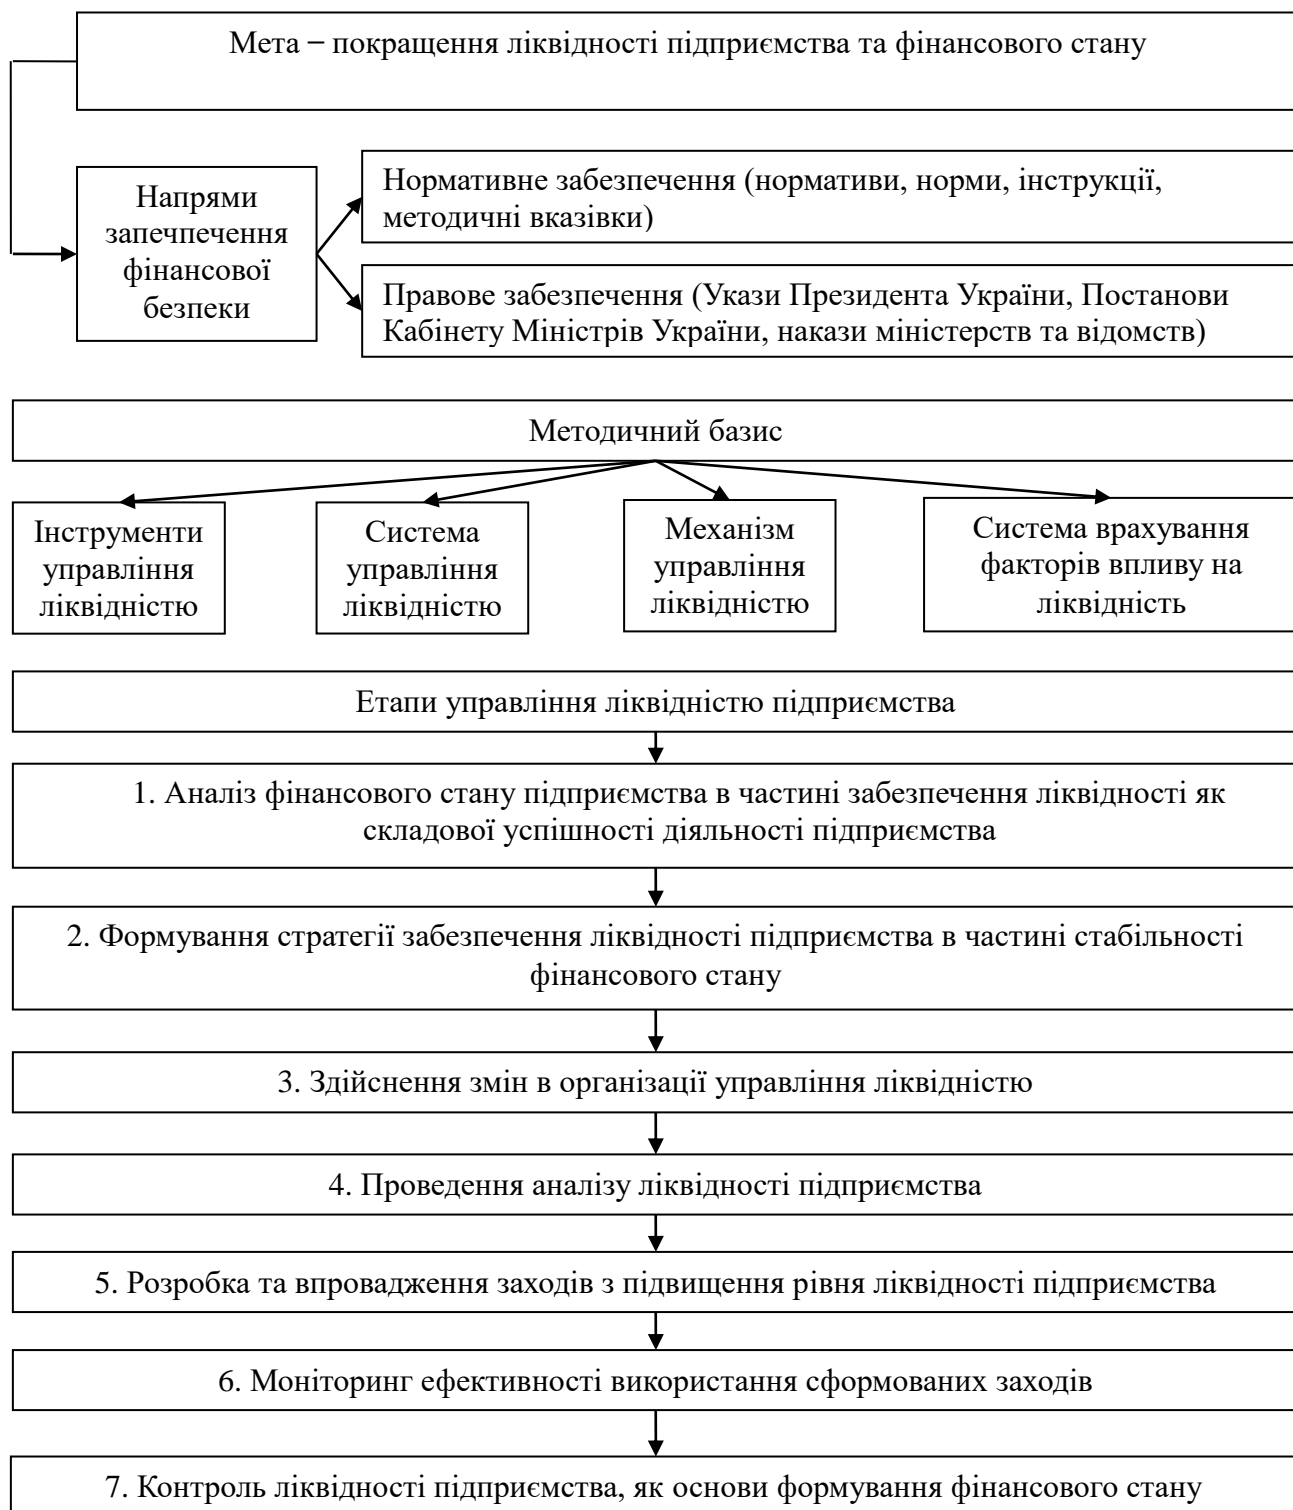 Мета – покращення ліквідності підприємства та фінансового стану
Напрями
запечпечення
фінансової
безпеки
Нормативне забезпечення (нормативи, норми, інструкції,
методичні вказівки)
Правове забезпечення (Укази Президента України, Постанови
Кабінету Міністрів України, накази міністерств та відомств)
Методичний базис
Інструменти
управління
ліквідністю
Система
управління
ліквідністю
Механізм
управління
ліквідністю
Система врахування
факторів впливу на
ліквідність
Етапи управління ліквідністю підприємства
1. Аналіз фінансового стану підприємства в частині забезпечення ліквідності як
складової успішності діяльності підприємства
2. Формування стратегії забезпечення ліквідності підприємства в частині стабільності
фінансового стану
3. Здійснення змін в організації управління ліквідністю
4. Проведення аналізу ліквідності підприємства
5. Розробка та впровадження заходів з підвищення рівня ліквідності підприємства
6. Моніторинг ефективності використання сформованих заходів
7. Контроль ліквідності підприємства, як основи формування фінансового стану